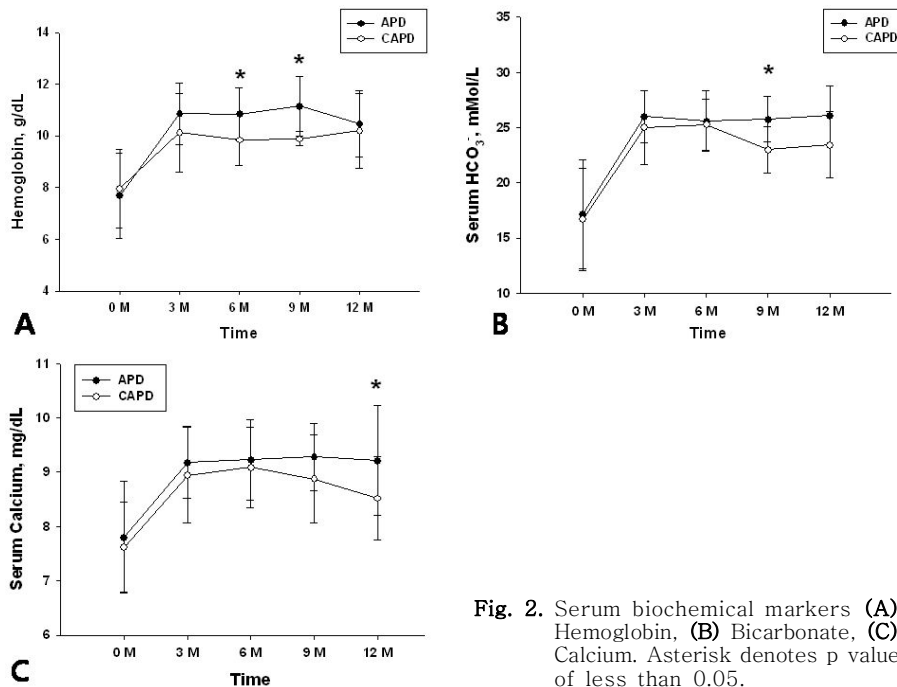 APD
CAPD
Hemoglobin, g/dL
14
12
10
8
6
4
*
*
0 M 3 M 6 M 9 M 12 M
Time
A
APD
CAPD
Serum HCO₃⁻, mMol/L
35
30
25
20
15
10
*
0 M 3 M 6 M 9 M 12 M
Time
B
APD
CAPD
Serum Calcium, mg/dL
11
10
9
8
7
6
*
0 M 3 M 6 M 9 M 12 M
Time
C
Fig. 2. Serum biochemical markers (A)
Hemoglobin, (B) Bicarbonate, (C)
Calcium. Asterisk denotes p value
of less than 0.05.